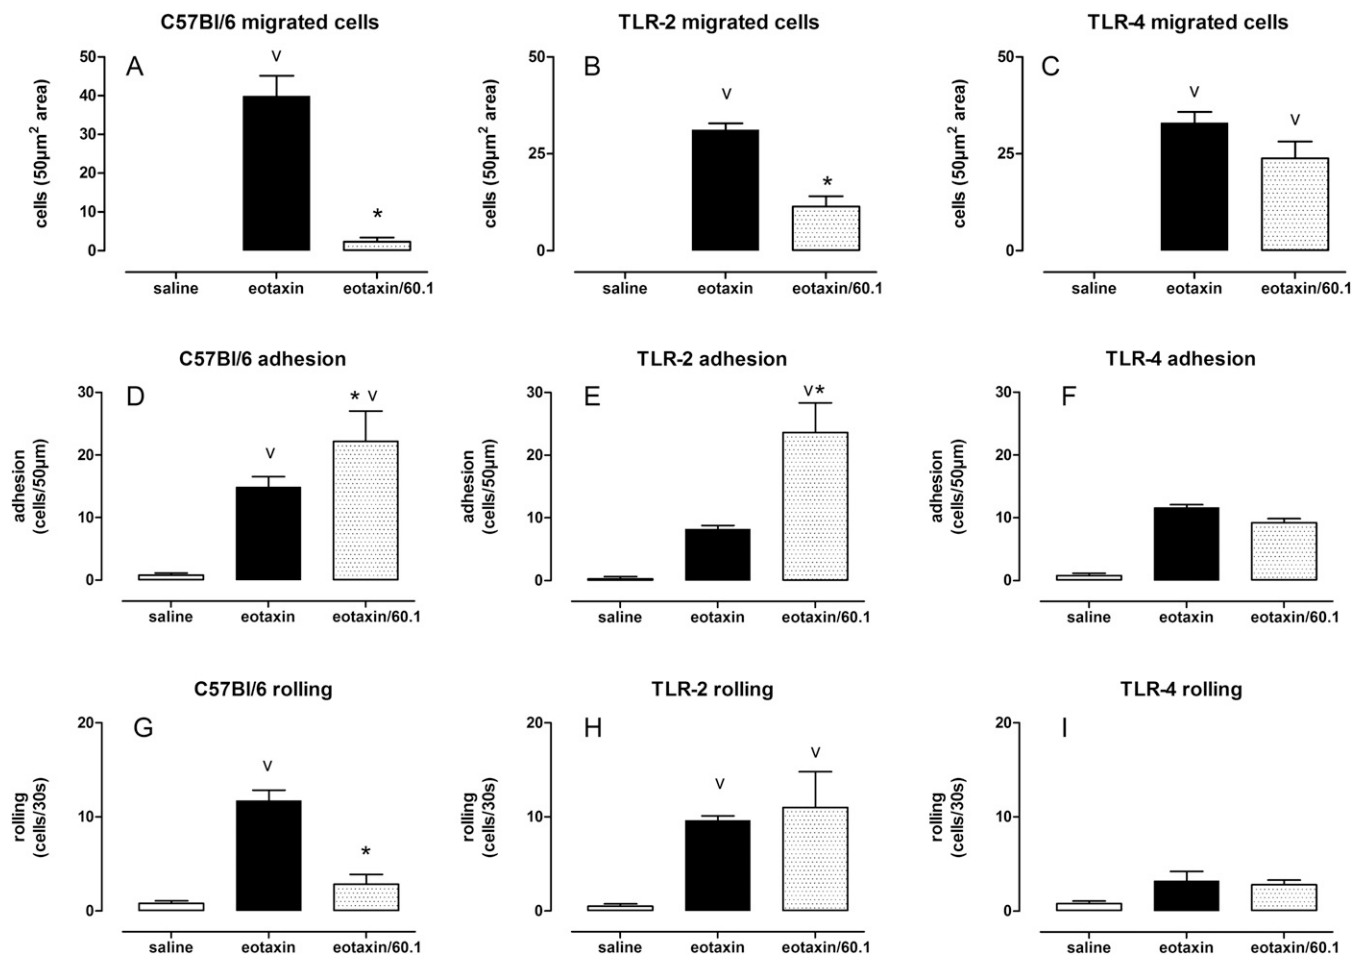 C57Bl/6 migrated cells
A
cells (50µm² area)
50
40
30
20
10
0
v
*
saline eotaxin eotaxin/60.1
TLR-2 migrated cells
B
cells (50µm² area)
50
25
0
v
*
saline eotaxin eotaxin/60.1
TLR-4 migrated cells
C
cells (50µm² area)
50
25
0
v
v
saline eotaxin eotaxin/60.1
C57Bl/6 adhesion
D
adhesion
(cells/50µm)
30
20
10
0
v
* v
saline eotaxin eotaxin/60.1
TLR-2 adhesion
E
adhesion
(cells/50µm)
30
20
10
0
v*
saline eotaxin eotaxin/60.1
TLR-4 adhesion
F
adhesion
(cells/50µm)
30
20
10
0
saline eotaxin eotaxin/60.1
C57Bl/6 rolling
G
rolling
(cells/30s)
20
10
0
v
*
saline eotaxin eotaxin/60.1
TLR-2 rolling
H
rolling
(cells/30s)
20
10
0
v
v
saline eotaxin eotaxin/60.1
TLR-4 rolling
I
rolling
(cells/30s)
20
10
0
saline eotaxin eotaxin/60.1